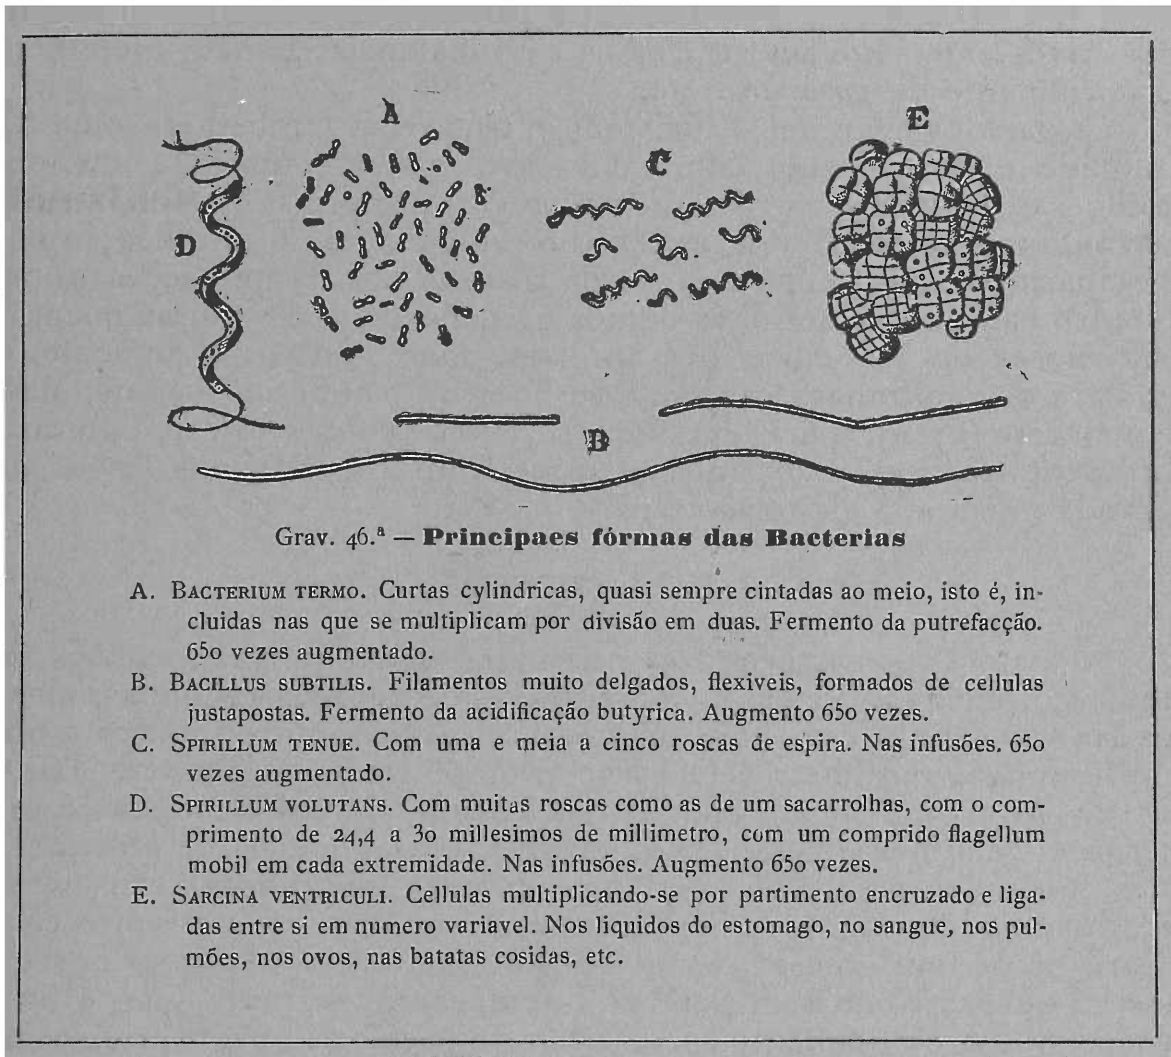 A
E
C
D
B
Grav. 46.ª — Principaes fórmas das Bacterias
A. BACTERIUM TERMO. Curtas cylindricas, quasi sempre cintadas ao meio, isto é, in-
cluidas nas que se multiplicam por divisão em duas. Fermento da putrefacção.
650 vezes augmentado.
B. BACILLUS SUBTILIS. Filamentos muito delgados, flexiveis, formados de cellulas
justapostas. Fermento da acidificação butyrica. Augmento 650 vezes.
C. SPIRILLUM TENUE. Com uma e meia a cinco roscas de espira. Nas infusões. 650
vezes augmentado.
D. SPIRILLUM VOLUTANS. Com muitas roscas como as de um sacarrolhas, com o com-
primento de 24,4 a 30 millesimos de millimetro, com um comprido flagellum
mobil em cada extremidade. Nas infusões. Augmento 650 vezes.
E. SARCINA VENTRICULI. Cellulas multiplicando-se por partimento encruzado e liga-
das entre si em numero variavel. Nos liquidos do estomago, no sangue, nos pul-
mões, nos ovos, nas batatas cosidas, etc.